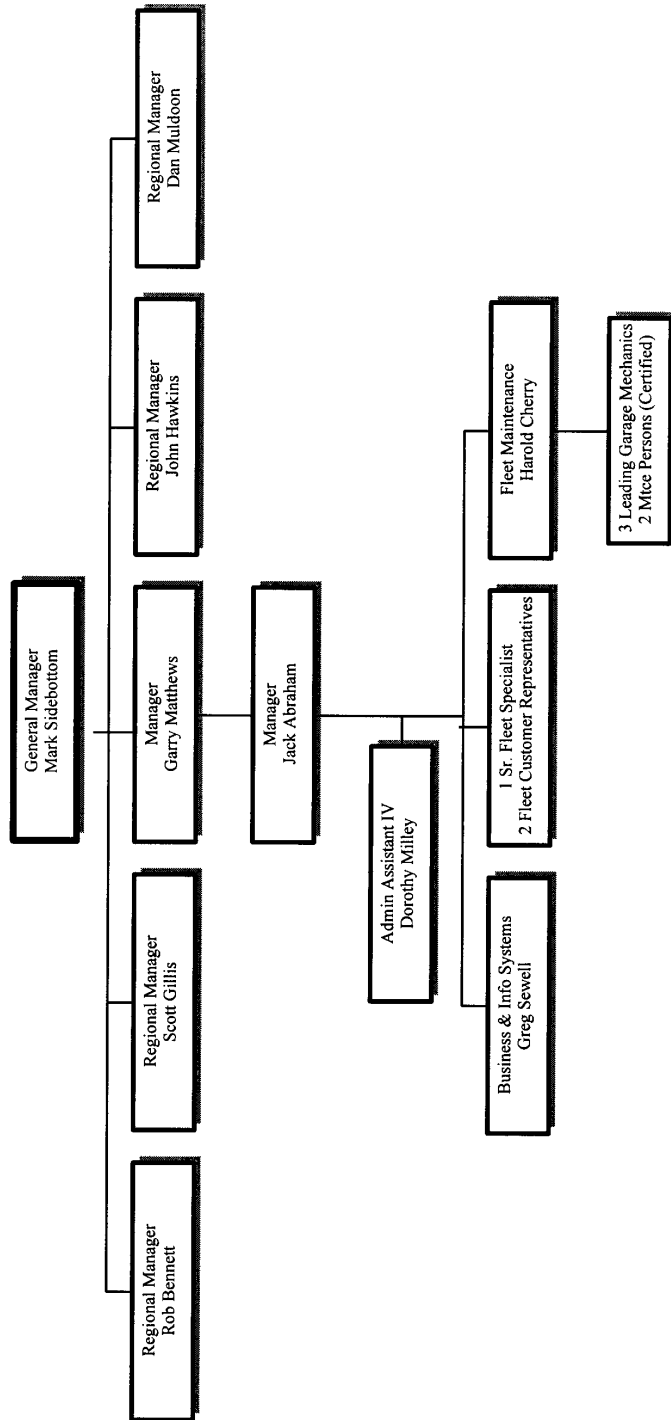 General Manager
Mark Sidebottom
Regional Manager
Rob Bennett
Regional Manager
Scott Gillis
Manager
Garry Matthews
Regional Manager
John Hawkins
Regional Manager
Dan Muldoon
Manager
Jack Abraham
Admin Assistant IV
Dorothy Milley
Business & Info Systems
Greg Sewell
1 Sr. Fleet Specialist
2 Fleet Customer Representatives
Fleet Maintenance
Harold Cherry
3 Leading Garage Mechanics
2 Mtce Persons (Certified)